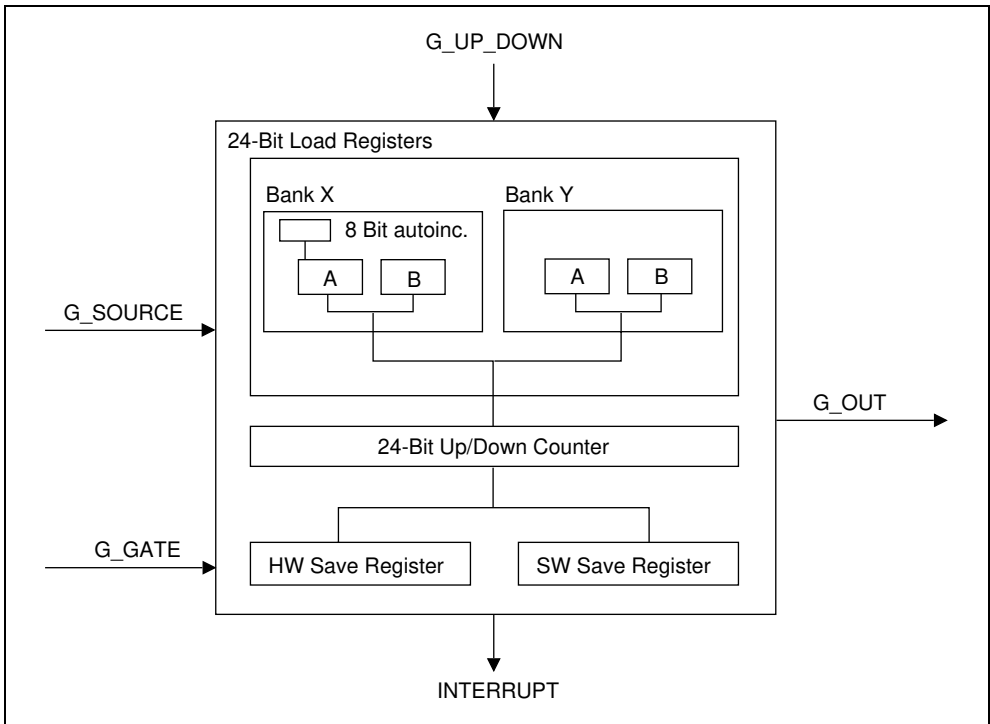 G_UP_DOWN
24-Bit Load Registers
Bank X
Bank Y
8 Bit autoinc.
A
B
A
B
G_SOURCE
G_OUT
24-Bit Up/Down Counter
G_GATE
HW Save Register
SW Save Register
INTERRUPT